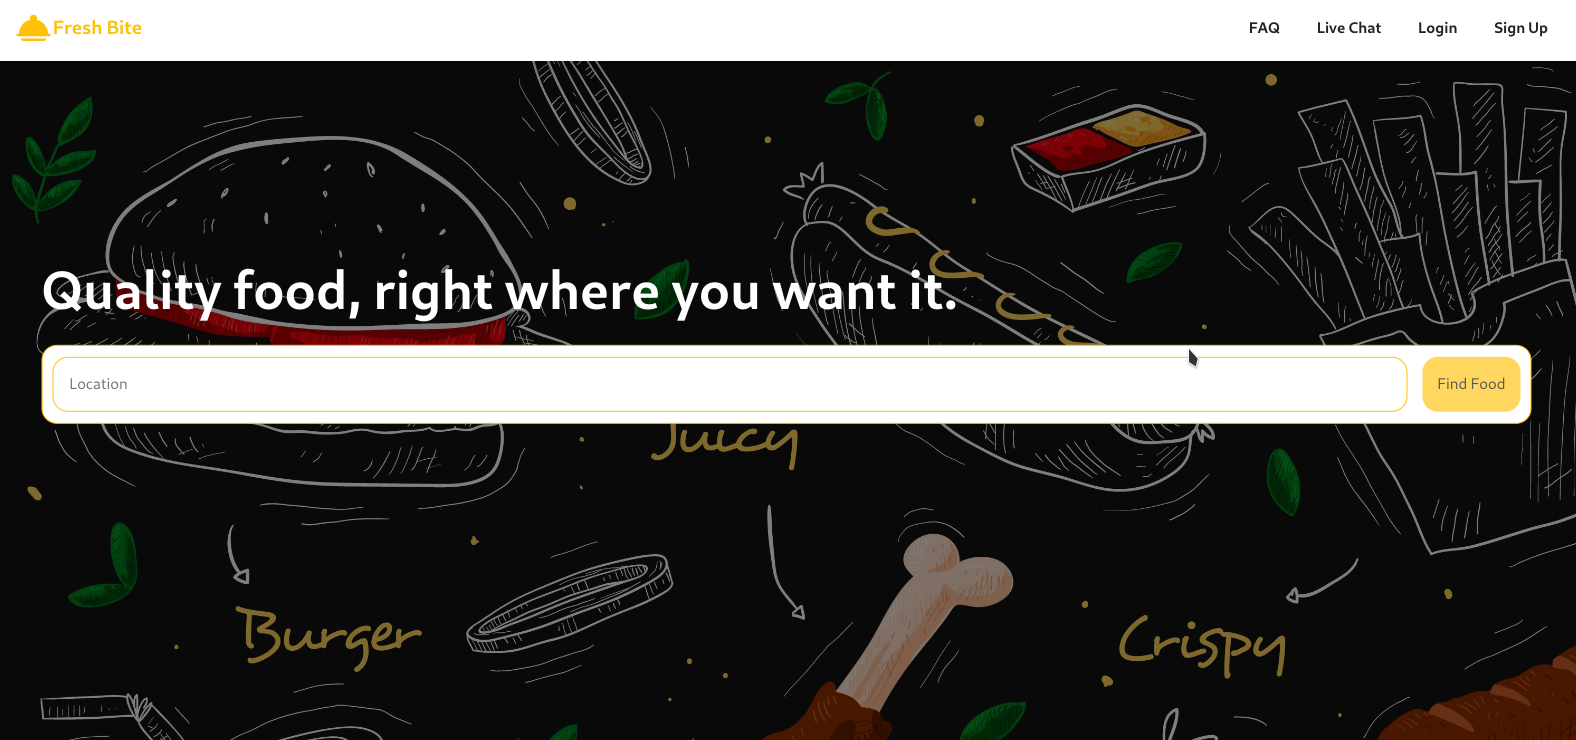 Fresh Bite
FAQ
Live Chat
Login
Sign Up
Quality food, right where you want it.
Location
Find Food
Juicy
Burger
Crispy